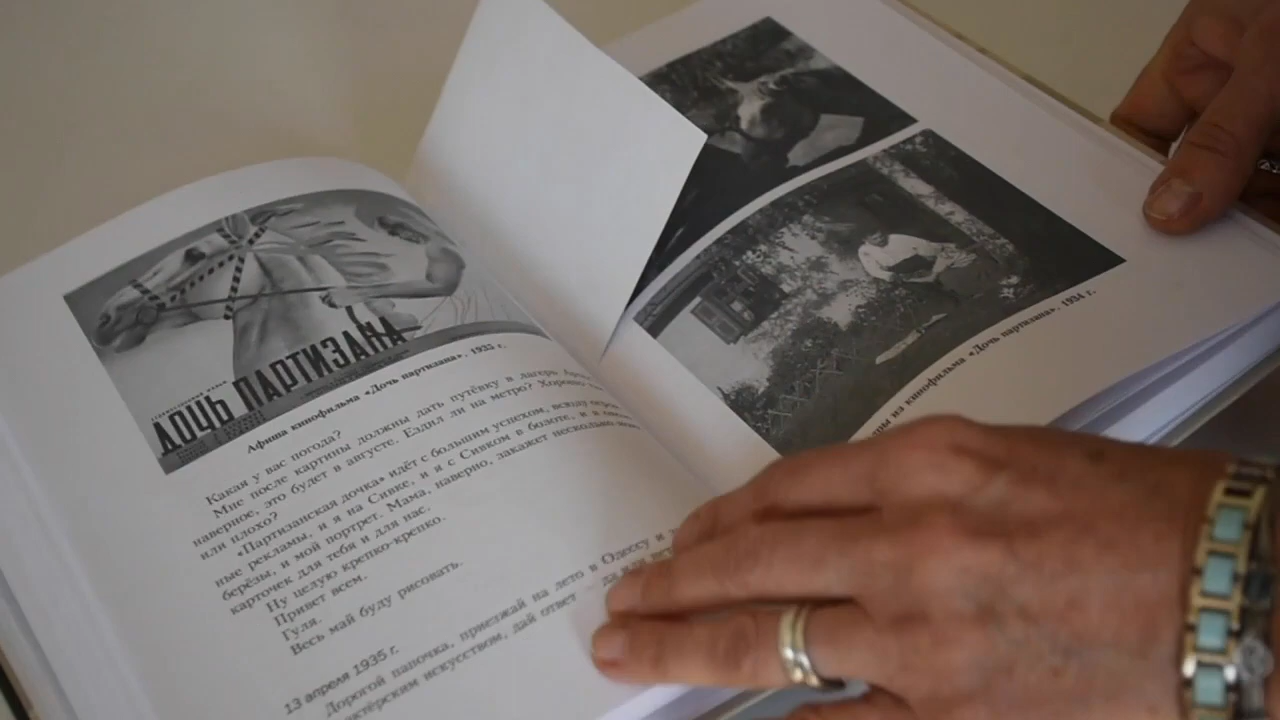 ДОЧЬ ПАРТИЗАНА
Афиша кинофильма «Дочь партизана». 1935 г.
Какая у вас погода?
Мне после картины должны дать путёвку в лагерь
наверное, это будет в августе. Ездил ли на метро? Хорошо
или плохо?
«Партизанская дочка» идёт с большим успехом, всюду
ные рекламы, и я на Сивке, и я с Сивком в болоте, и я
берёзы, и мой портрет. Мама, наверно, закажет несколько
карточек для тебя и для нас.
Ну целую крепко-крепко.
Привет всем.
Гуля.
Весь май буду рисовать.
13 апреля 1935 г.
Дорогой папочка, приезжай на лето в Одессу и
актёрским искусством, дай ответ
из кинофильма «Дочь партизана». 1934 г.